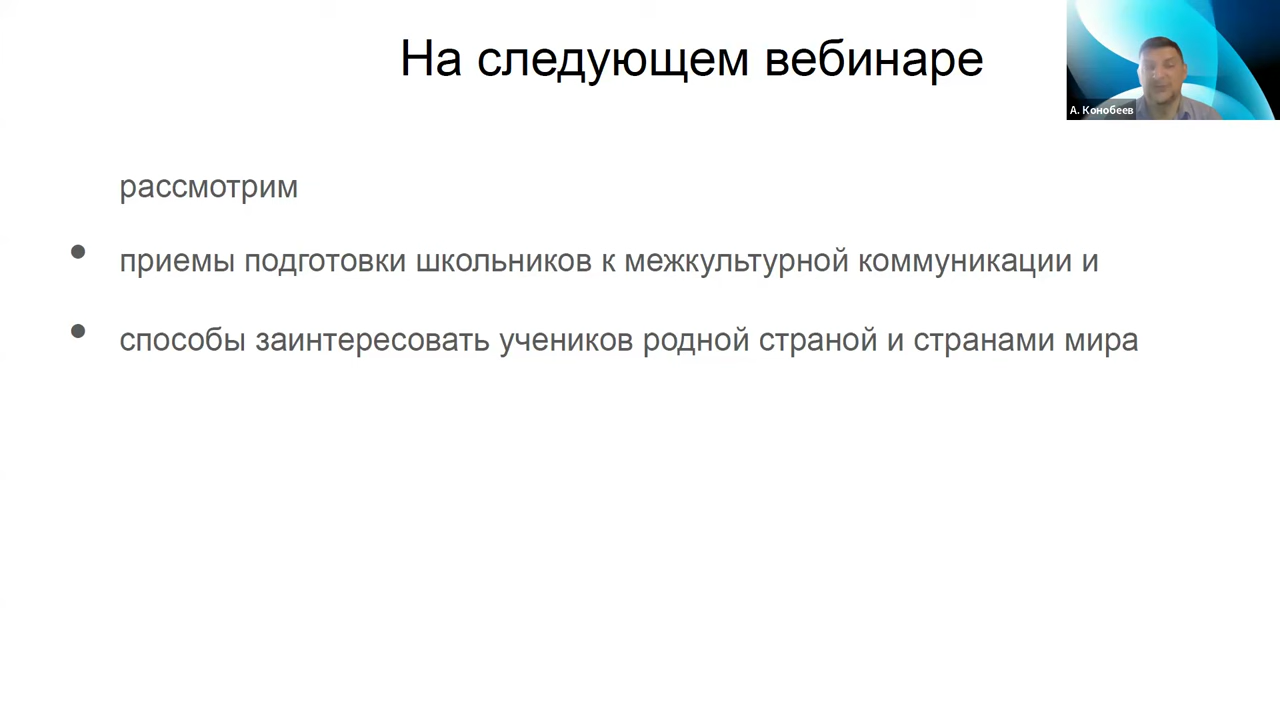 На следующем вебинаре
А. Конобеев
рассмотрим
• приемы подготовки школьников к межкультурной коммуникации и
• способы заинтересовать учеников родной страной и странами мира